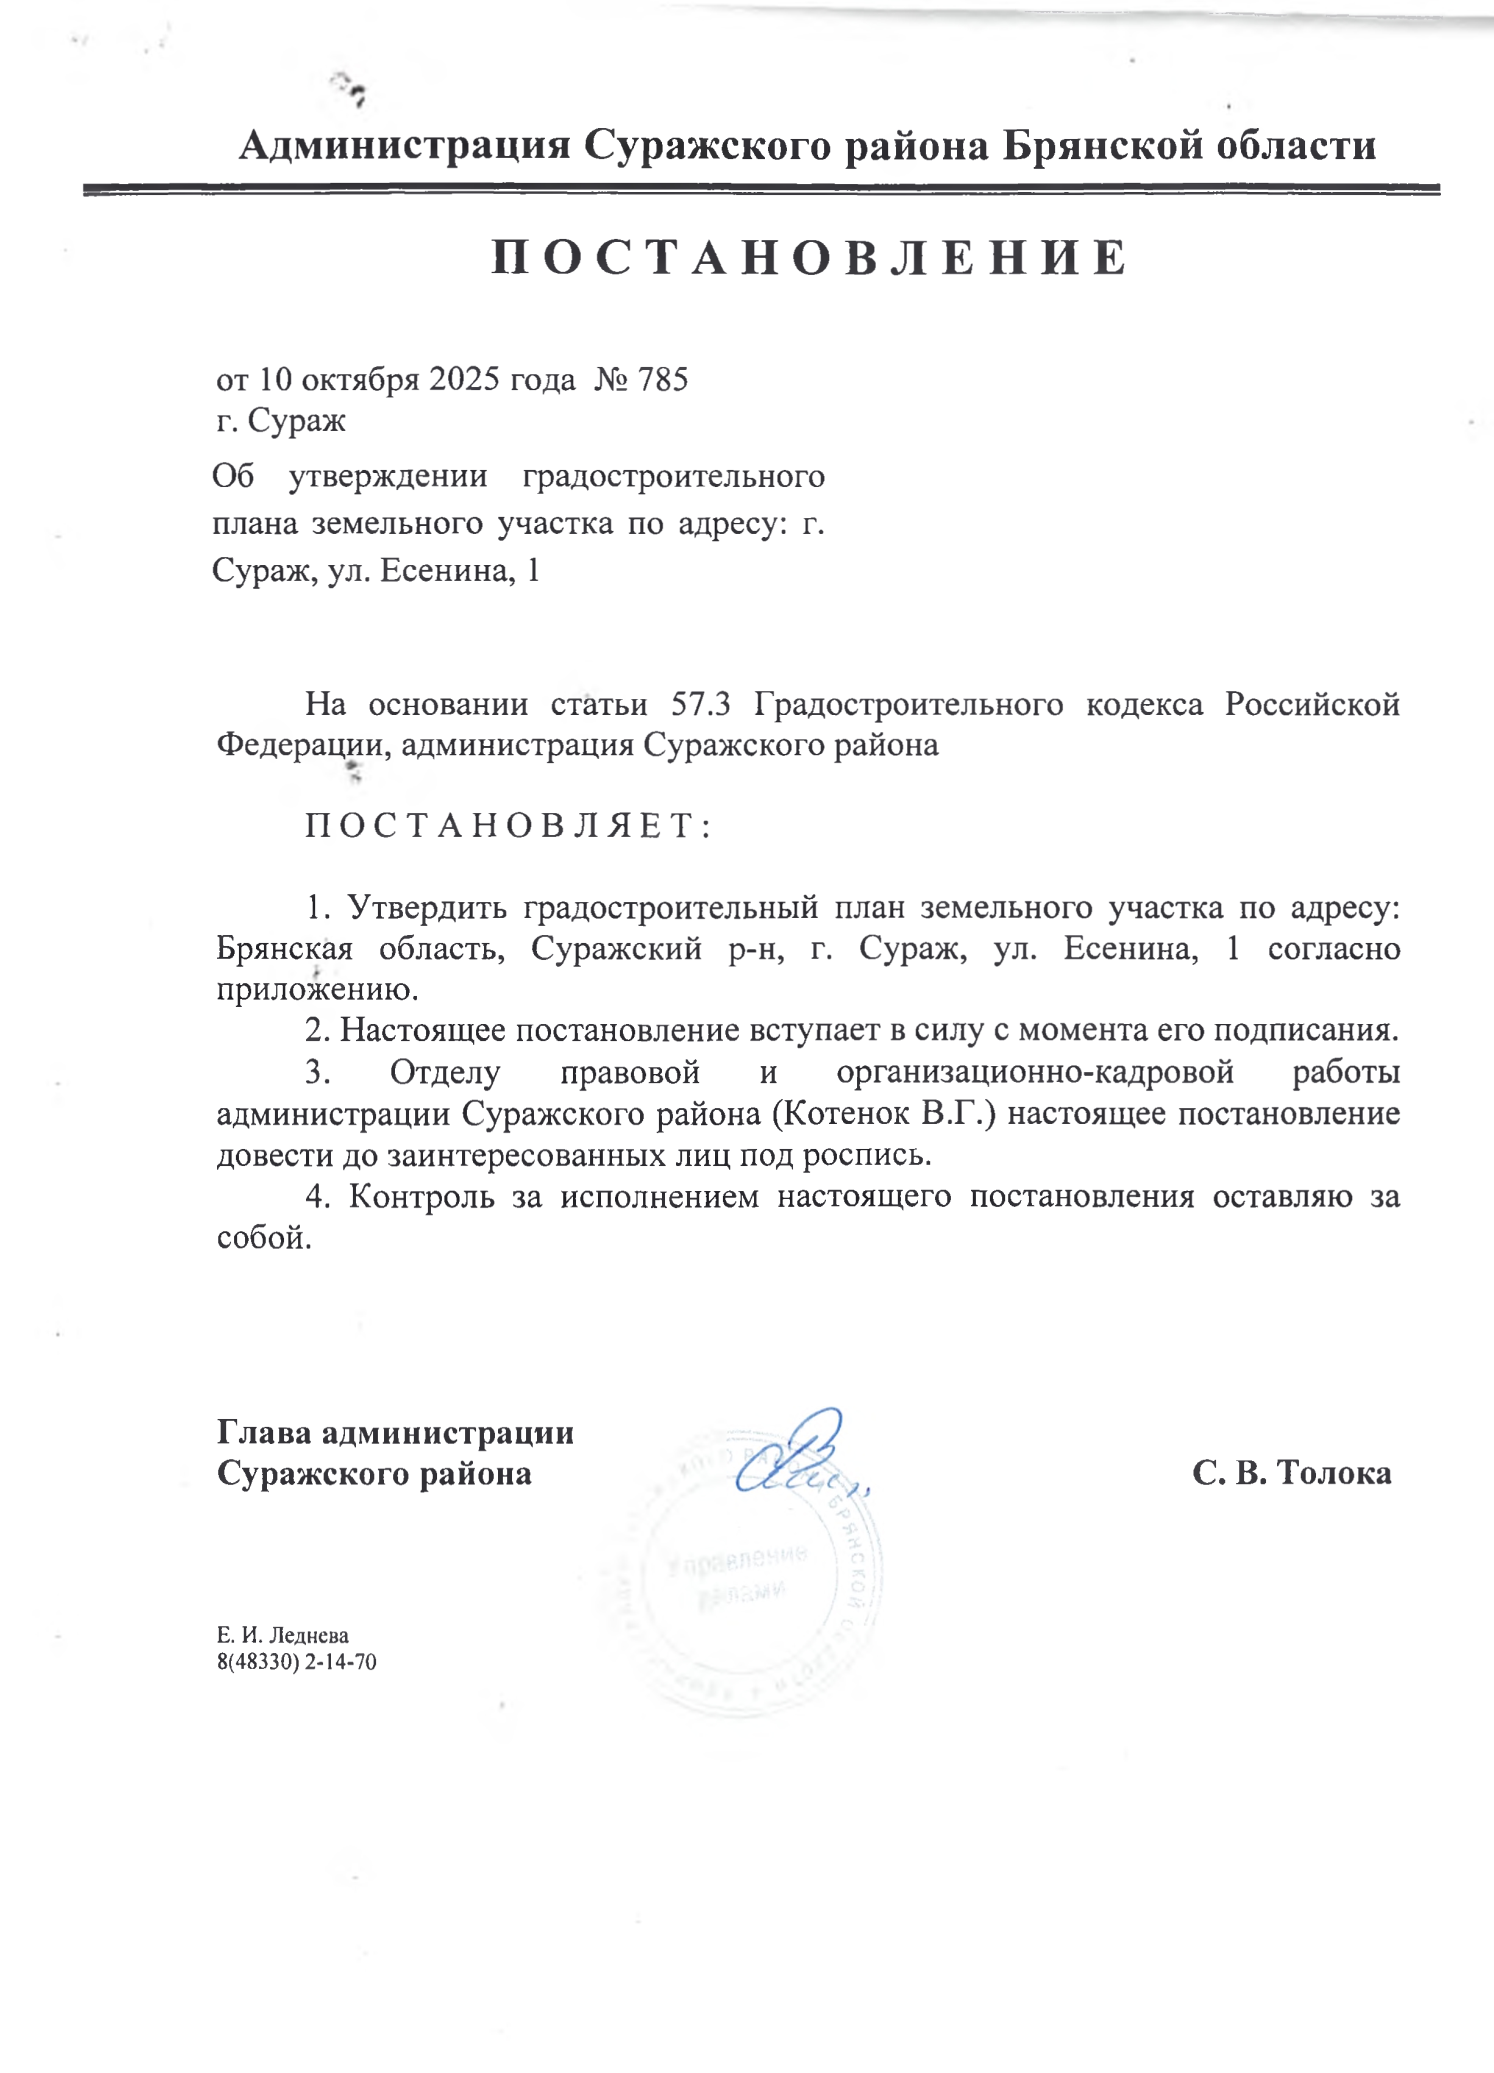 Администрация Суражского района Брянской области
ПОСТАНОВЛЕНИЕ
от 10 октября 2025 года № 785
г. Сураж
Об утверждении градостроительного
плана земельного участка по адресу: г.
Сураж, ул. Есенина, 1
На основании статьи 57.3 Градостроительного кодекса Российской
Федерации, администрация Суражского района
ПОСТАНОВЛЯЕТ:
1. Утвердить градостроительный план земельного участка по адресу:
Брянская область, Суражский р-н, г. Сураж, ул. Есенина, 1 согласно
приложению.
2. Настоящее постановление вступает в силу с момента его подписания.
3. Отделу правовой и организационно-кадровой работы
администрации Суражского района (Котенок В.Г.) настоящее постановление
довести до заинтересованных лиц под роспись.
4. Контроль за исполнением настоящего постановления оставляю за
собой.
Глава администрации
Суражского района С. В. Толока
РАЙОНА БРЯНСКОЙ
Управление
делами
Е. И. Леднева
8(48330) 2-14-70